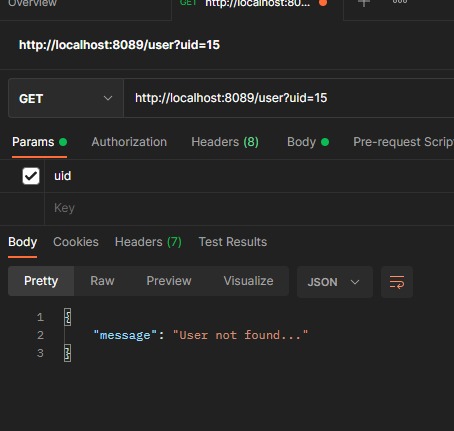 Overview
GET http://localhost:80...
http://localhost:8089/user?uid=15
GET http://localhost:8089/user?uid=15
Params Authorization Headers (8) Body Pre-request Scrip
uid
Key
Body Cookies Headers (7) Test Results
Pretty Raw Preview Visualize JSON
1 {
2 "message": "User not found..."
3 }